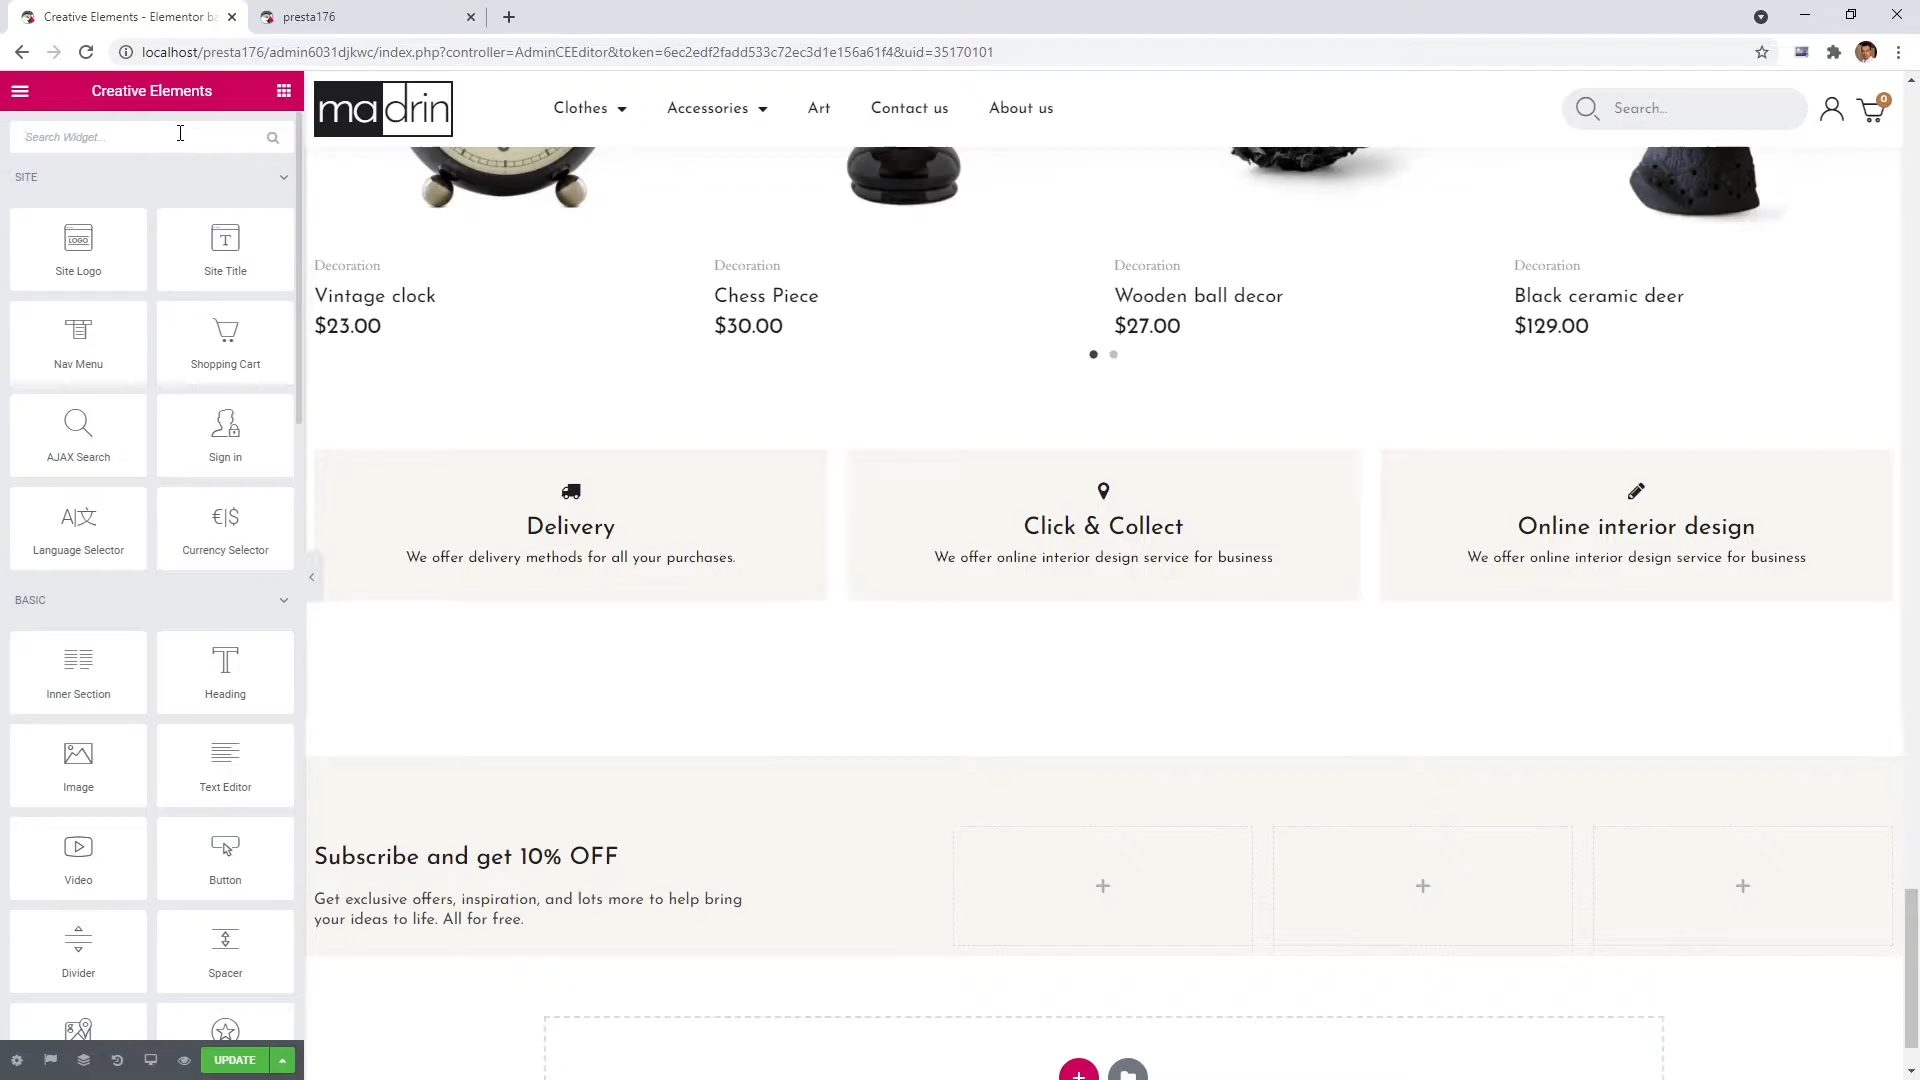 Creative Elements - Elementor ba
presta176
localhost/presta176/admin6031djkwc/index.php?controller=AdminCEEditor&token=6ec2edf2fadd533c72ec3d1e156a61f4&uid=35170101
Creative Elements
Search Widget...
SITE
LOGO
Site Logo
T
Site Title
Nav Menu
Shopping Cart
AJAX Search
Sign in
A|文
Language Selector
€|$
Currency Selector
BASIC
Inner Section
Heading
Image
Text Editor
Video
Button
Divider
Spacer
UPDATE
madrin
Clothes
Accessories
Art
Contact us
About us
Search...
0
Decoration
Vintage clock
$23.00
Decoration
Chess Piece
$30.00
Decoration
Wooden ball decor
$27.00
Decoration
Black ceramic deer
$129.00
Delivery
We offer delivery methods for all your purchases.
Click & Collect
We offer online interior design service for business
Online interior design
We offer online interior design service for business
Subscribe and get 10% OFF
Get exclusive offers, inspiration, and lots more to help bring
your ideas to life. All for free.